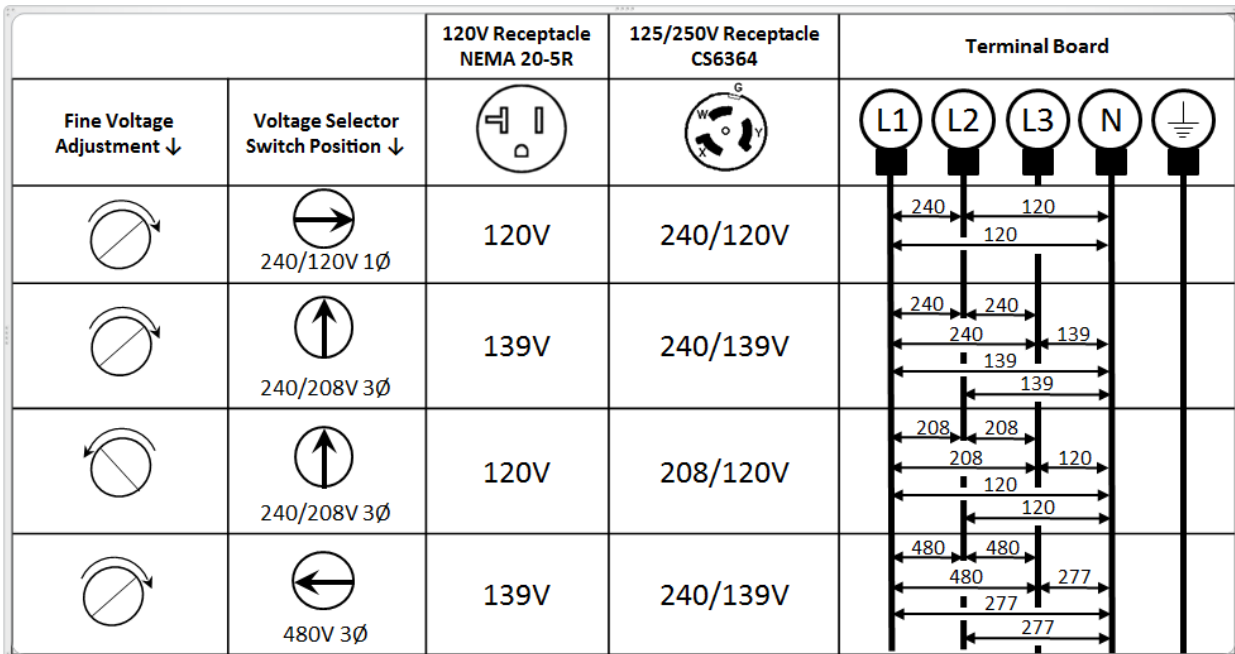 120V Receptacle
NEMA 20-5R
125/250V Receptacle
CS6364
Terminal Board
Fine Voltage
Adjustment ↓
Voltage Selector
Switch Position ↓
G
W
Y
X
L1 L2 L3 N
240/120V 1Ø
120V
240/120V
240 120
120
240/208V 3Ø
139V
240/139V
240 240
240 139
139
139
240/208V 3Ø
120V
208/120V
208 208
208 120
120
120
480V 3Ø
139V
240/139V
480 480
480 277
277
277